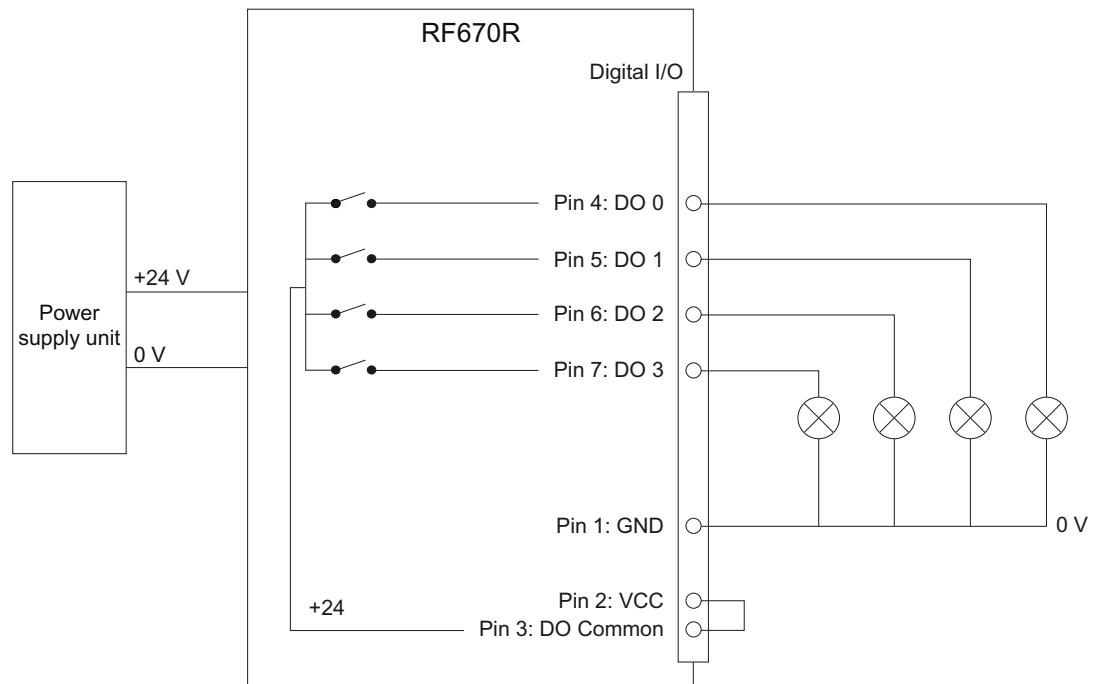 RF670R
Digital I/O
Pin 4: DO 0
Pin 5: DO 1
+24 V
Power
supply unit
Pin 6: DO 2
0 V
Pin 7: DO 3
Pin 1: GND
0 V
Pin 2: VCC
+24
Pin 3: DO Common